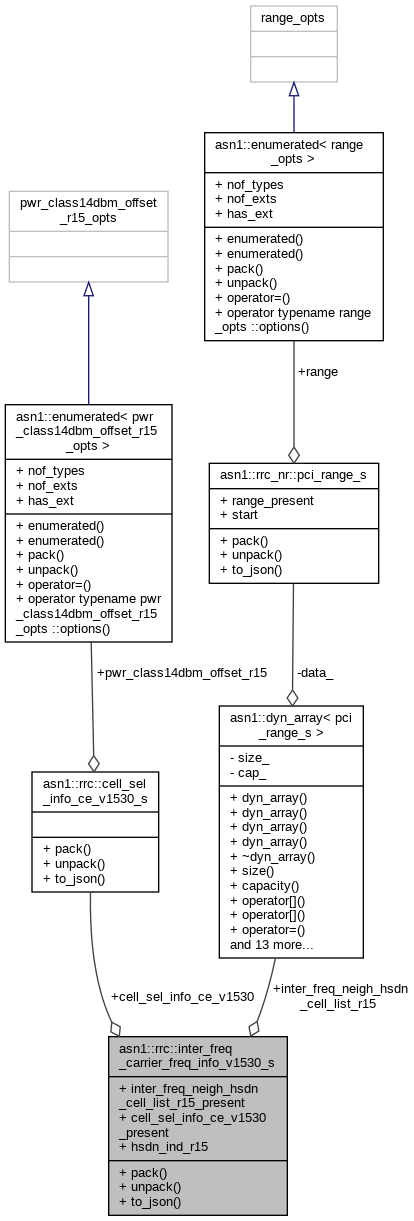 range_opts
asn1::enumerated< range
_opts >
+ nof_types
+ nof_exts
+ has_ext
+ enumerated()
+ enumerated()
+ pack()
+ unpack()
+ operator=()
+ operator typename range
_opts ::options()
pwr_class14dbm_offset
_r15_opts
+range
asn1::enumerated< pwr
_class14dbm_offset_r15
_opts >
+ nof_types
+ nof_exts
+ has_ext
+ enumerated()
+ enumerated()
+ pack()
+ unpack()
+ operator=()
+ operator typename pwr
_class14dbm_offset_r15
_opts ::options()
asn1::rrc_nr::pci_range_s
+ range_present
+ start
+ pack()
+ unpack()
+ to_json()
+pwr_class14dbm_offset_r15
-data_
asn1::dyn_array< pci
_range_s >
- size_
- cap_
+ dyn_array()
+ dyn_array()
+ dyn_array()
+ dyn_array()
+ ~dyn_array()
+ size()
+ capacity()
+ operator[]()
+ operator[]()
+ operator=()
and 13 more...
asn1::rrc::cell_sel
_info_ce_v1530_s
+ pack()
+ unpack()
+ to_json()
+cell_sel_info_ce_v1530
+inter_freq_neigh_hsdn
_cell_list_r15
asn1::rrc::inter_freq
_carrier_freq_info_v1530_s
+ inter_freq_neigh_hsdn
_cell_list_r15_present
+ cell_sel_info_ce_v1530
_present
+ hsdn_ind_r15
+ pack()
+ unpack()
+ to_json()